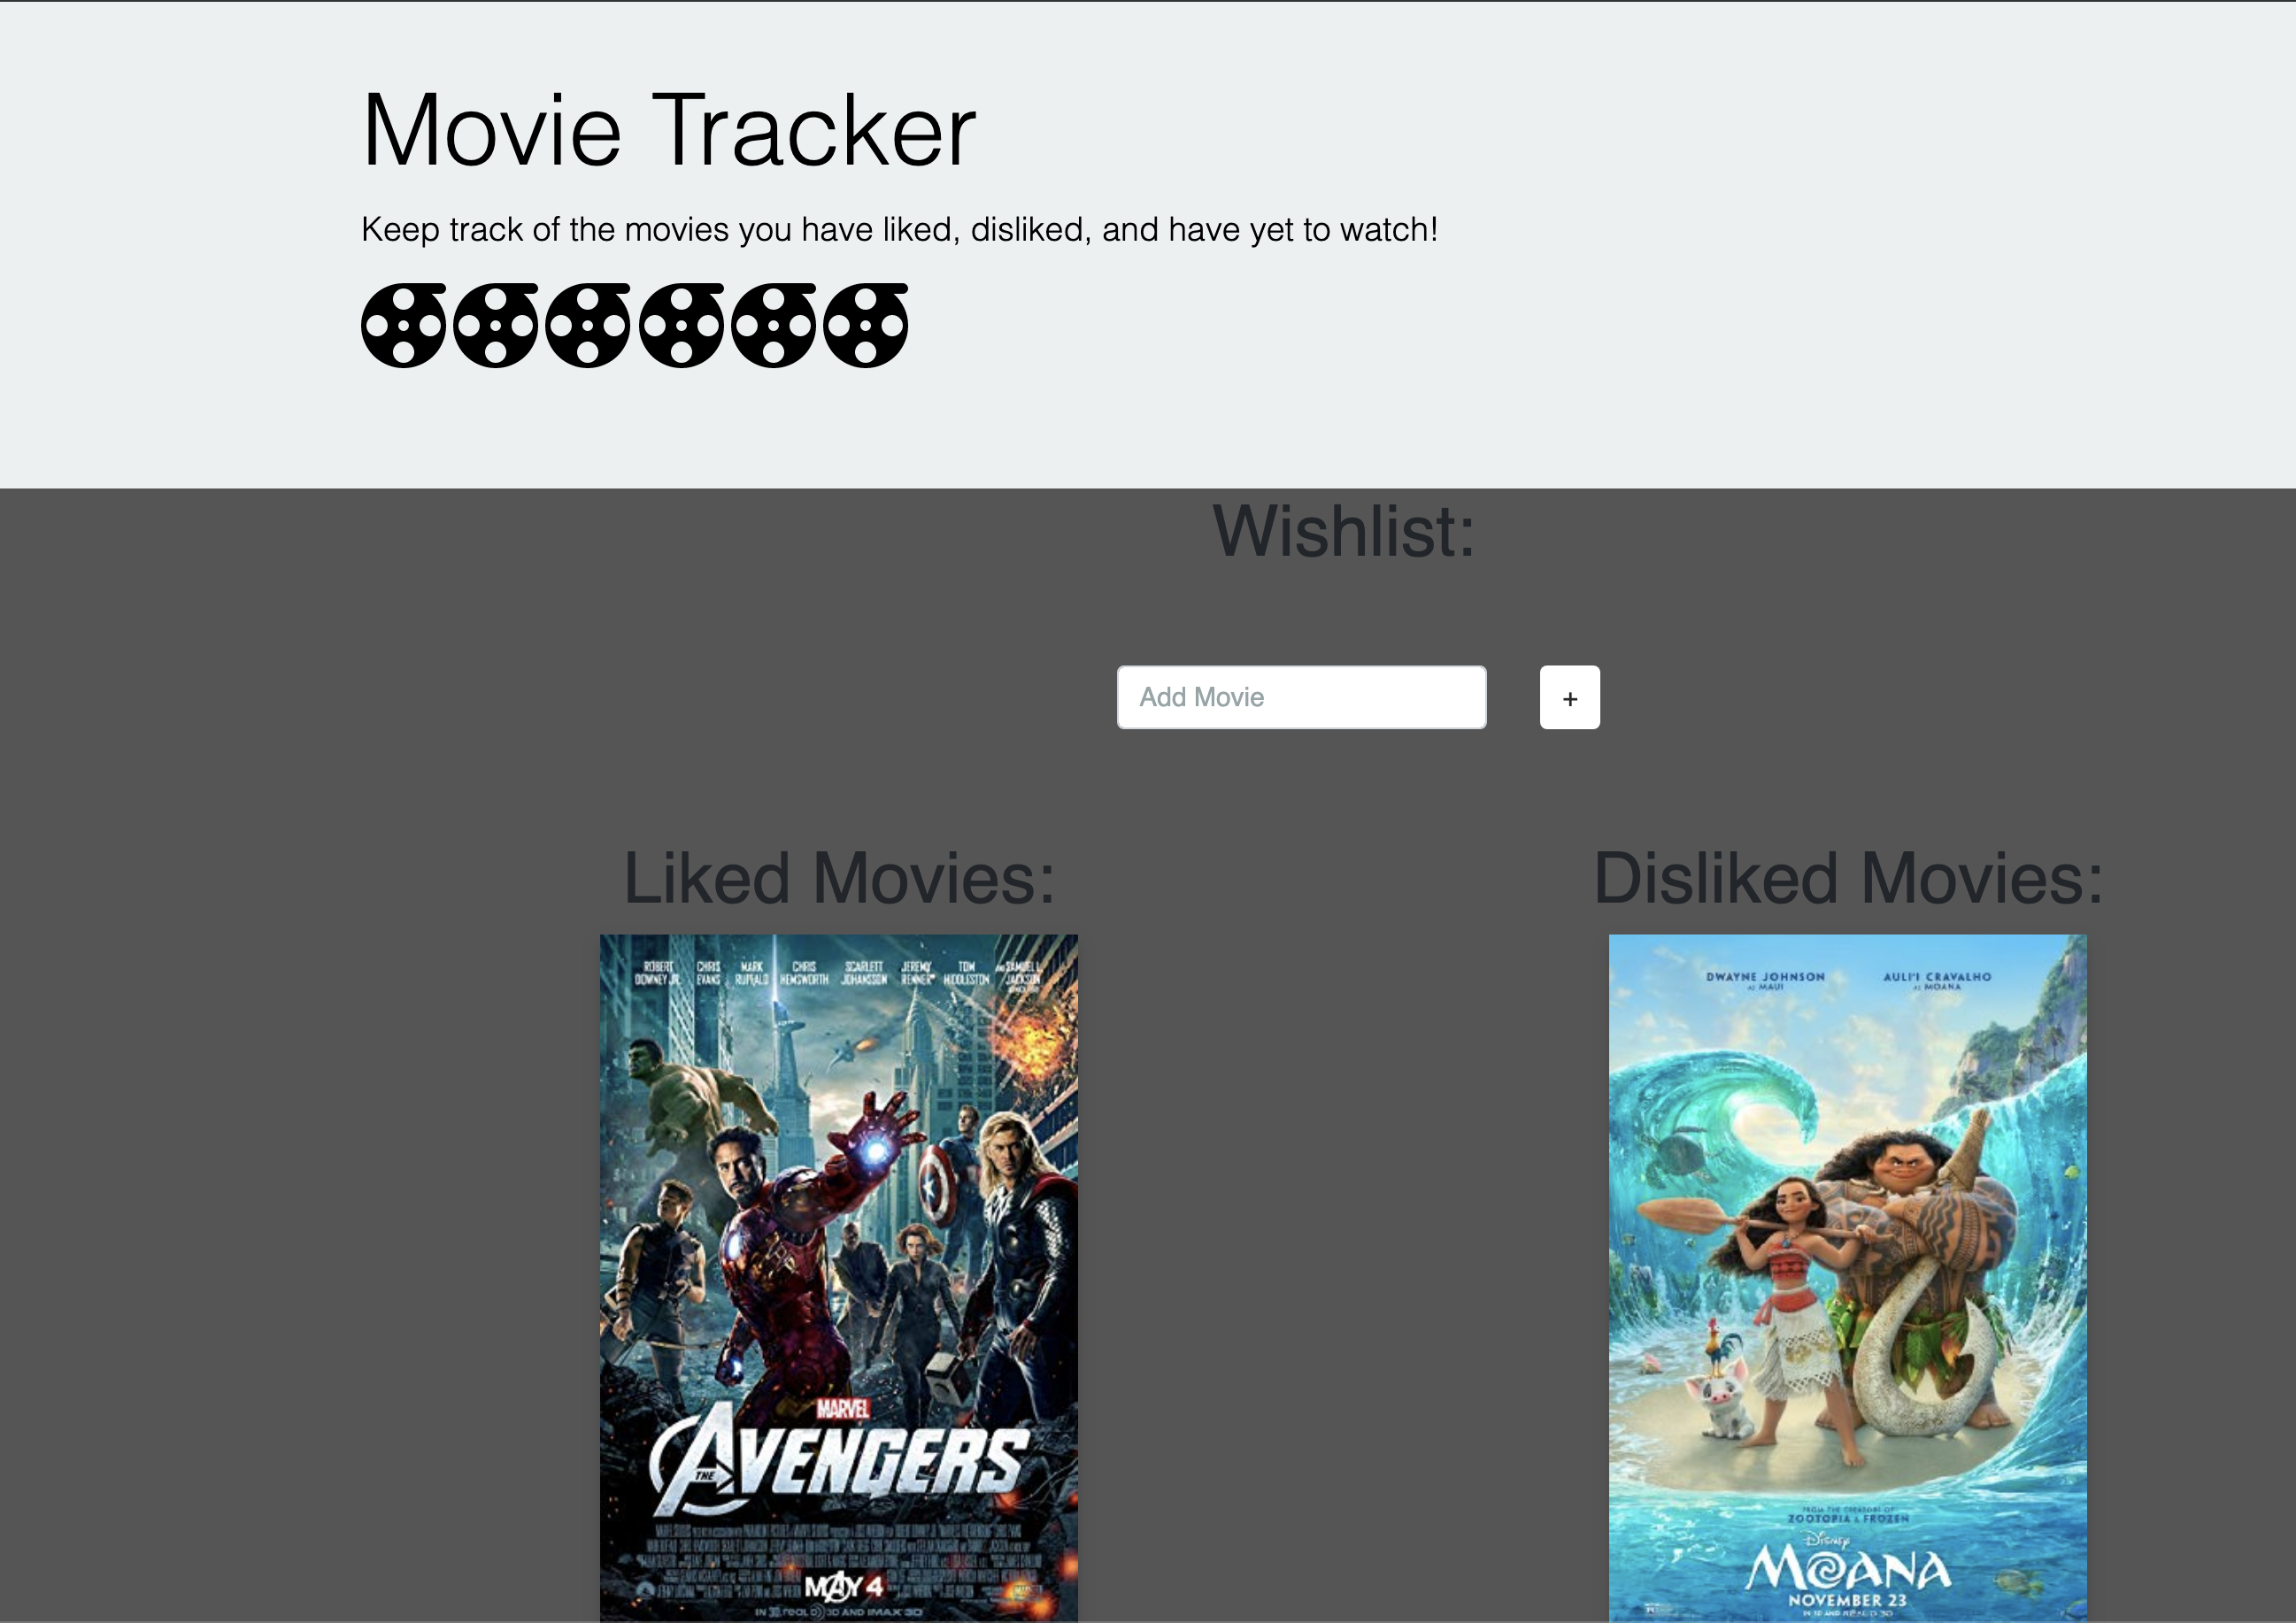 Movie Tracker
Keep track of the movies you have liked, disliked, and have yet to watch!
Wishlist:
Add Movie
+
Liked Movies:
Disliked Movies:
ROBERT DOWNEY JR.
CHRIS EVANS
MARK RUFFALO
CHRIS HEMSWORTH
SCARLETT JOHANSSON
JEREMY RENNER
TOM HIDDLESTON
AND SAMUEL L. JACKSON
MARVEL
THE AVENGERS
MAY 4
IN REAL D 3D AND IMAX 3D
DWAYNE JOHNSON
AS MAUI
AULI'I CRAVALHO
AS MOANA
FROM THE CREATORS OF
ZOOTOPIA & FROZEN
Disney
MOANA
NOVEMBER 23
IN 3D AND REAL D 3D